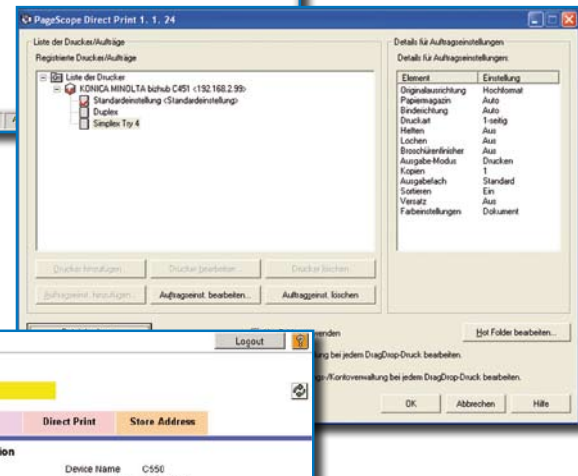 PageScope Direct Print 1. 1. 24
Liste der Drucker/Aufträge
Registrierte Drucker/Aufträge
Liste der Drucker
KONICA MINOLTA bizhub C451 <192.168.2.99>
Standardeinstellung <Standardeinstellung>
Duplex
Simplex Try 4
Drucker hinzufügen...
Drucker bearbeiten...
Drucker löschen
Auftragseinst. hinzufügen...
Auftragseinst. bearbeiten...
Auftragseinst. löschen
Details für Auftragseinstellungen
Details für Auftragseinstellungen:
Element Einstellung
Originalausrichtung Hochformat
Papiermagazin Auto
Binderichtung Auto
Druckart 1-seitig
Heften Aus
Lochen Aus
Broschürenfinisher Aus
Ausgabe-Modus Drucken
Kopien 1
Ausgabefach Standard
Sortieren Ein
Versatz Aus
Farbeinstellungen Dokument
Hot Folder bearbeiten...
bei jedem DragDrop-Druck bearbeiten.
bei jedem DragDrop-Druck bearbeiten.
OK Abbrechen Hilfe
Logout
Direct Print Store Address
Device Name C550